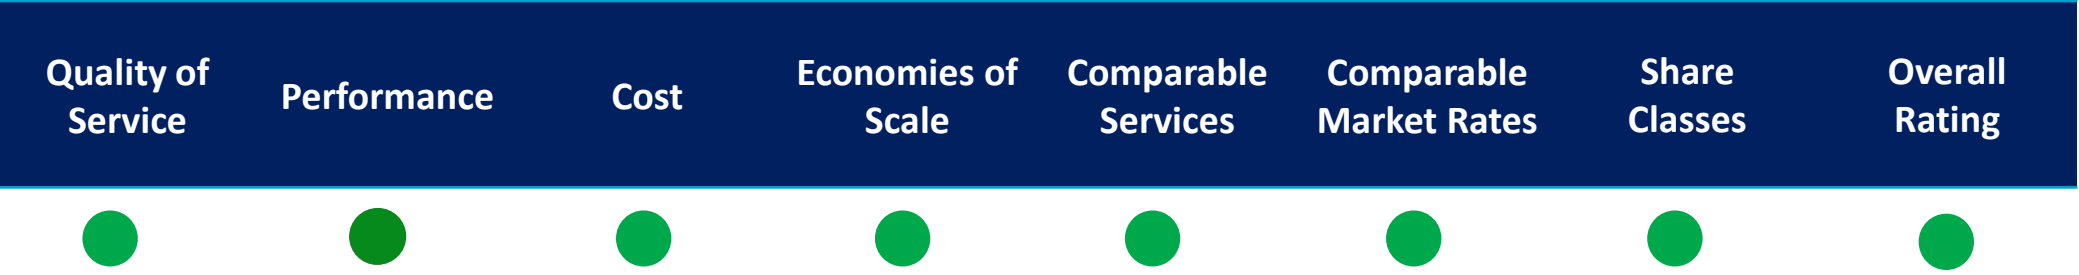 Quality of
Service
Performance
Cost
Economies of
Scale
Comparable
Services
Comparable
Market Rates
Share
Classes
Overall
Rating